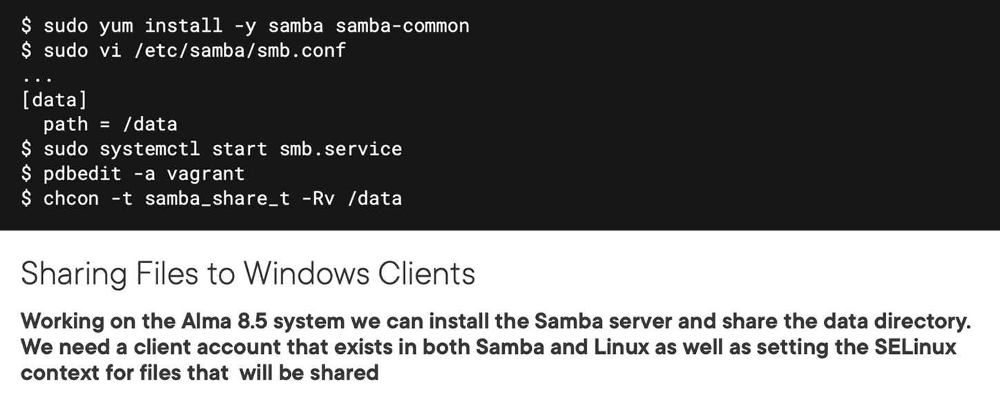 $ sudo yum install -y samba samba-common
$ sudo vi /etc/samba/smb.conf
...
[data]
  path = /data
$ sudo systemctl start smb.service
$ pdbedit -a vagrant
$ chcon -t samba_share_t -Rv /data
Sharing Files to Windows Clients
Working on the Alma 8.5 system we can install the Samba server and share the data directory.
We need a client account that exists in both Samba and Linux as well as setting the SELinux
context for files that  will be shared